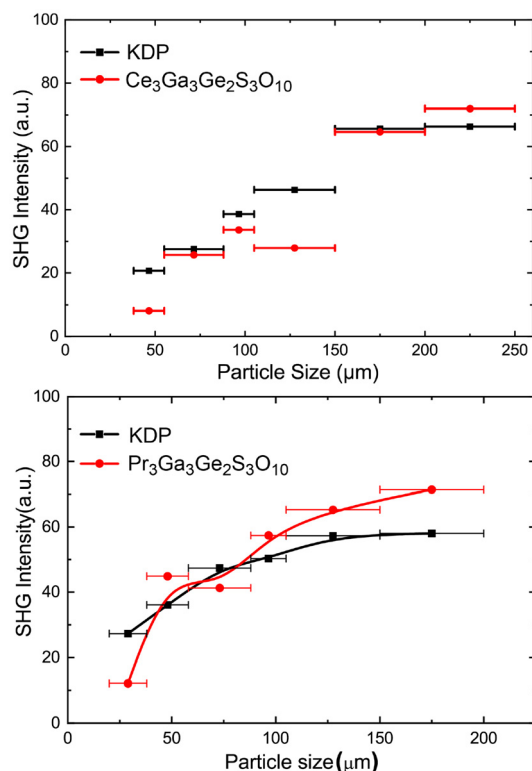 100
80
60
40
20
0
SHG Intensity (a.u.)
KDP
Ce₃Ga₃Ge₂S₃O₁₀
0 50 100 150 200 250
Particle Size (μm)
100
80
60
40
20
0
SHG Intensity(a.u.)
KDP
Pr₃Ga₃Ge₂S₃O₁₀
0 50 100 150 200
Particle size(μm)